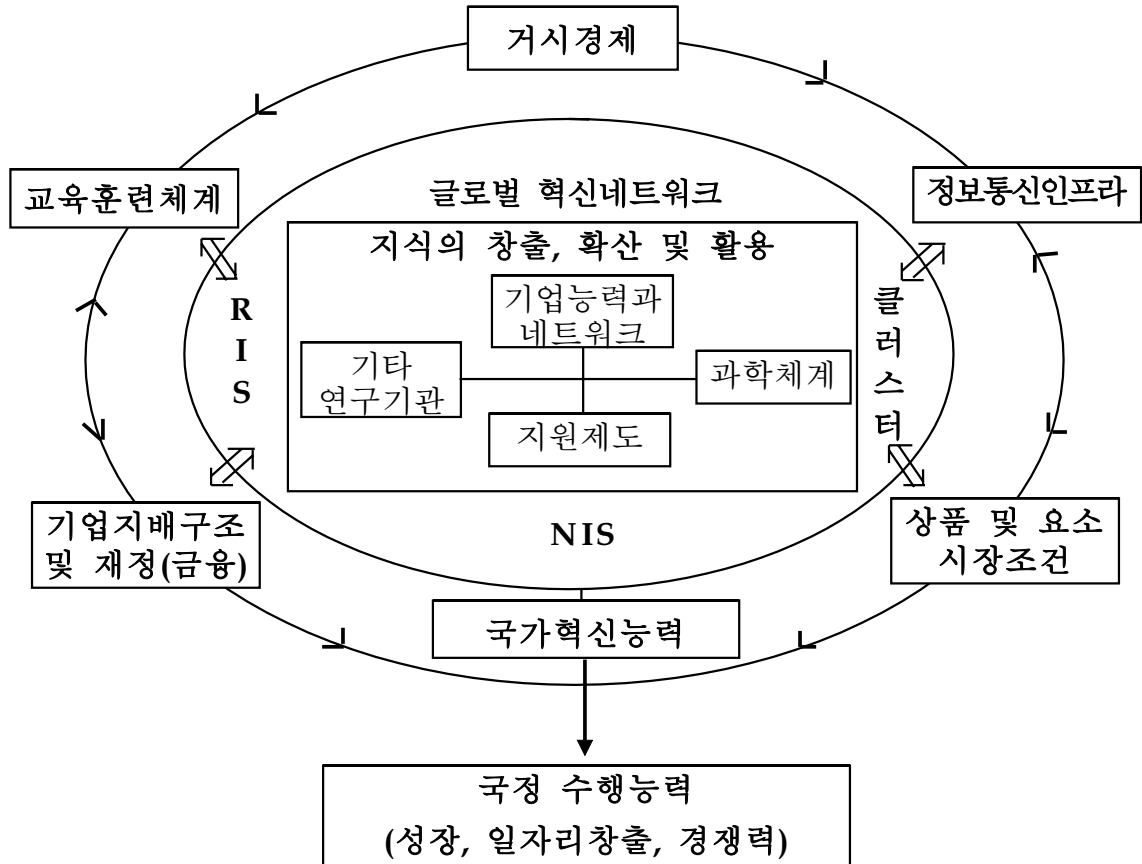 거시경제
교육훈련체계
정보통신인프라
글로벌 혁신네트워크
지식의 창출, 확산 및 활용
기업능력과
네트워크
기타
연구기관
과학체계
지원제도
R
I
S
클
러
스
터
NIS
기업지배구조
및 재정(금융)
상품 및 요소
시장조건
국가혁신능력
국정 수행능력
(성장, 일자리창출, 경쟁력)